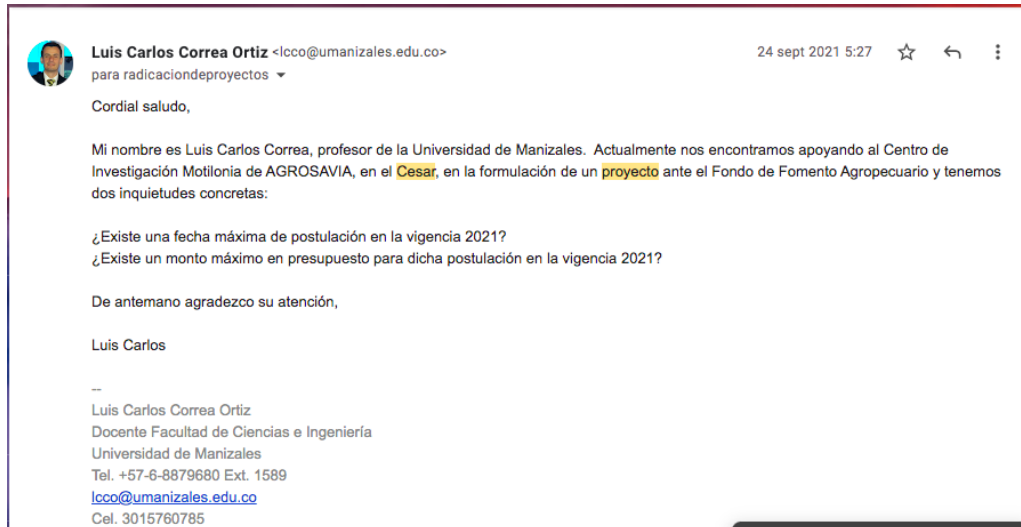 Luis Carlos Correa Ortiz <lcco@umanizales.edu.co>
24 sept 2021 5:27
para radicaciondeproyectos
Cordial saludo,
Mi nombre es Luis Carlos Correa, profesor de la Universidad de Manizales. Actualmente nos encontramos apoyando al Centro de
Investigación Motilonia de AGROSAVIA, en el Cesar, en la formulación de un proyecto ante el Fondo de Fomento Agropecuario y tenemos
dos inquietudes concretas:
¿Existe una fecha máxima de postulación en la vigencia 2021?
¿Existe un monto máximo en presupuesto para dicha postulación en la vigencia 2021?
De antemano agradezco su atención,
Luis Carlos
--
Luis Carlos Correa Ortiz
Docente Facultad de Ciencias e Ingeniería
Universidad de Manizales
Tel. +57-6-8879680 Ext. 1589
lcco@umanizales.edu.co
Cel. 3015760785